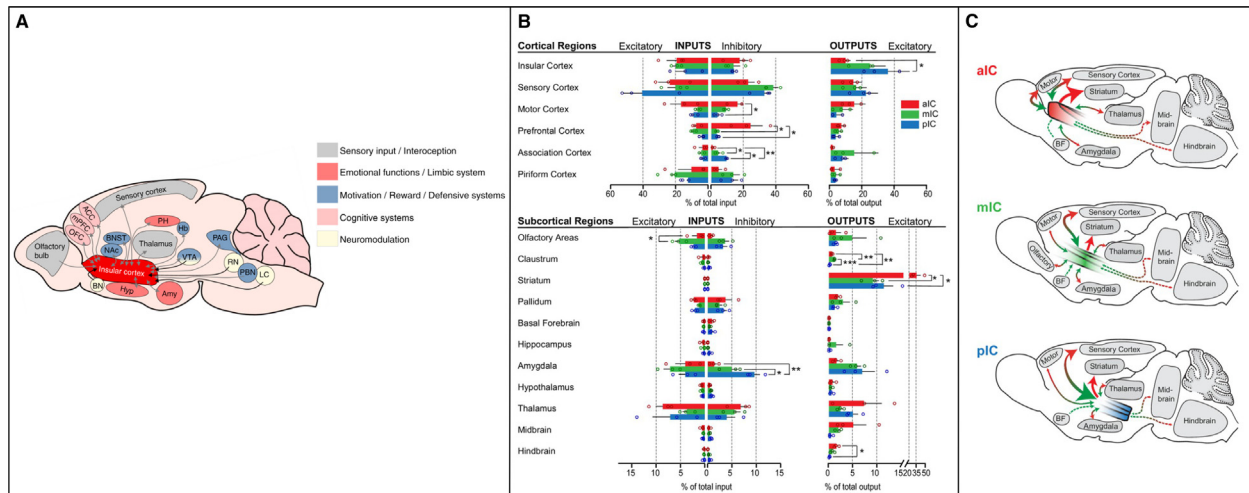 A
Sensory cortex
ACC
mPFC
OFC
BNST
NAc
PH
Hb
Thalamus
VTA
PAG
RN
PBN
LC
Olfactory
bulb
Insular cortex
BN
Hyp
Amy
Sensory input / Interoception
Emotional functions / Limbic system
Motivation / Reward / Defensive systems
Cognitive systems
Neuromodulation
B
Cortical Regions Excitatory INPUTS Inhibitory OUTPUTS Excitatory
Insular Cortex *
Sensory Cortex
Motor Cortex *
Prefrontal Cortex * *
Association Cortex * * **
Piriform Cortex
aIC
mIC
pIC
60 40 20 0 20 40 60 0 20 40 60
% of total input % of total output
Subcortical Regions Excitatory INPUTS Inhibitory OUTPUTS Excitatory
Olfactory Areas *
Claustrum *** ** **
Striatum * *
Pallidum
Basal Forebrain
Hippocampus
Amygdala * **
Hypothalamus
Thalamus
Midbrain
Hindbrain *
15 10 5 0 0 5 10 15 0 5 10 15 20 35 50
% of total input % of total output
C
aIC
Motor
Sensory Cortex
Striatum
Thalamus
Mid-
brain
BF
Amygdala
Hindbrain
mIC
Motor
Sensory Cortex
Striatum
Thalamus
Mid-
brain
Olfactory
BF
Amygdala
Hindbrain
pIC
Motor
Sensory Cortex
Striatum
Thalamus
Mid-
brain
BF
Amygdala
Hindbrain